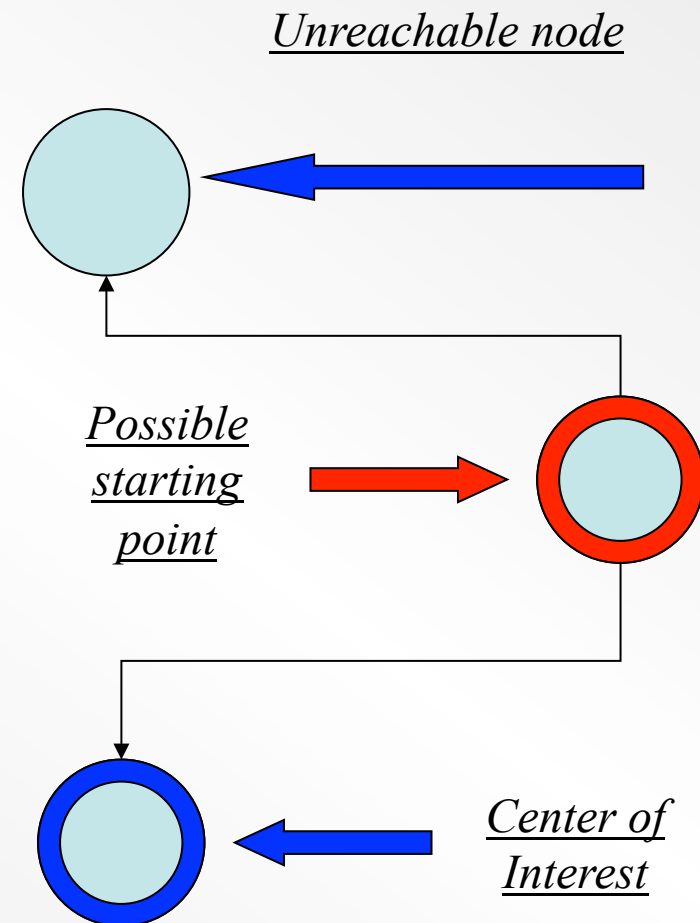 Unreachable node
Possible
starting
point
Center of
Interest